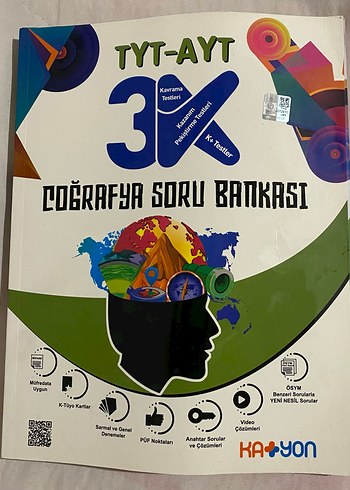 TYT-AYT
3K
Kavrama
Testleri
Kazanım
Pekiştirme Testleri
K+ Testler
COĞRAFYA SORU BANKASI
Müfredata
Uygun
K-Tüyo Kartlar
Sarmal ve Genel
Denemeler
PÜF Noktaları
Anahtar Sorular
ve Çözümleri
Video
Çözümleri
ÖSYM
Benzeri Sorularla
YENİ NESİL Sorular
KATYON